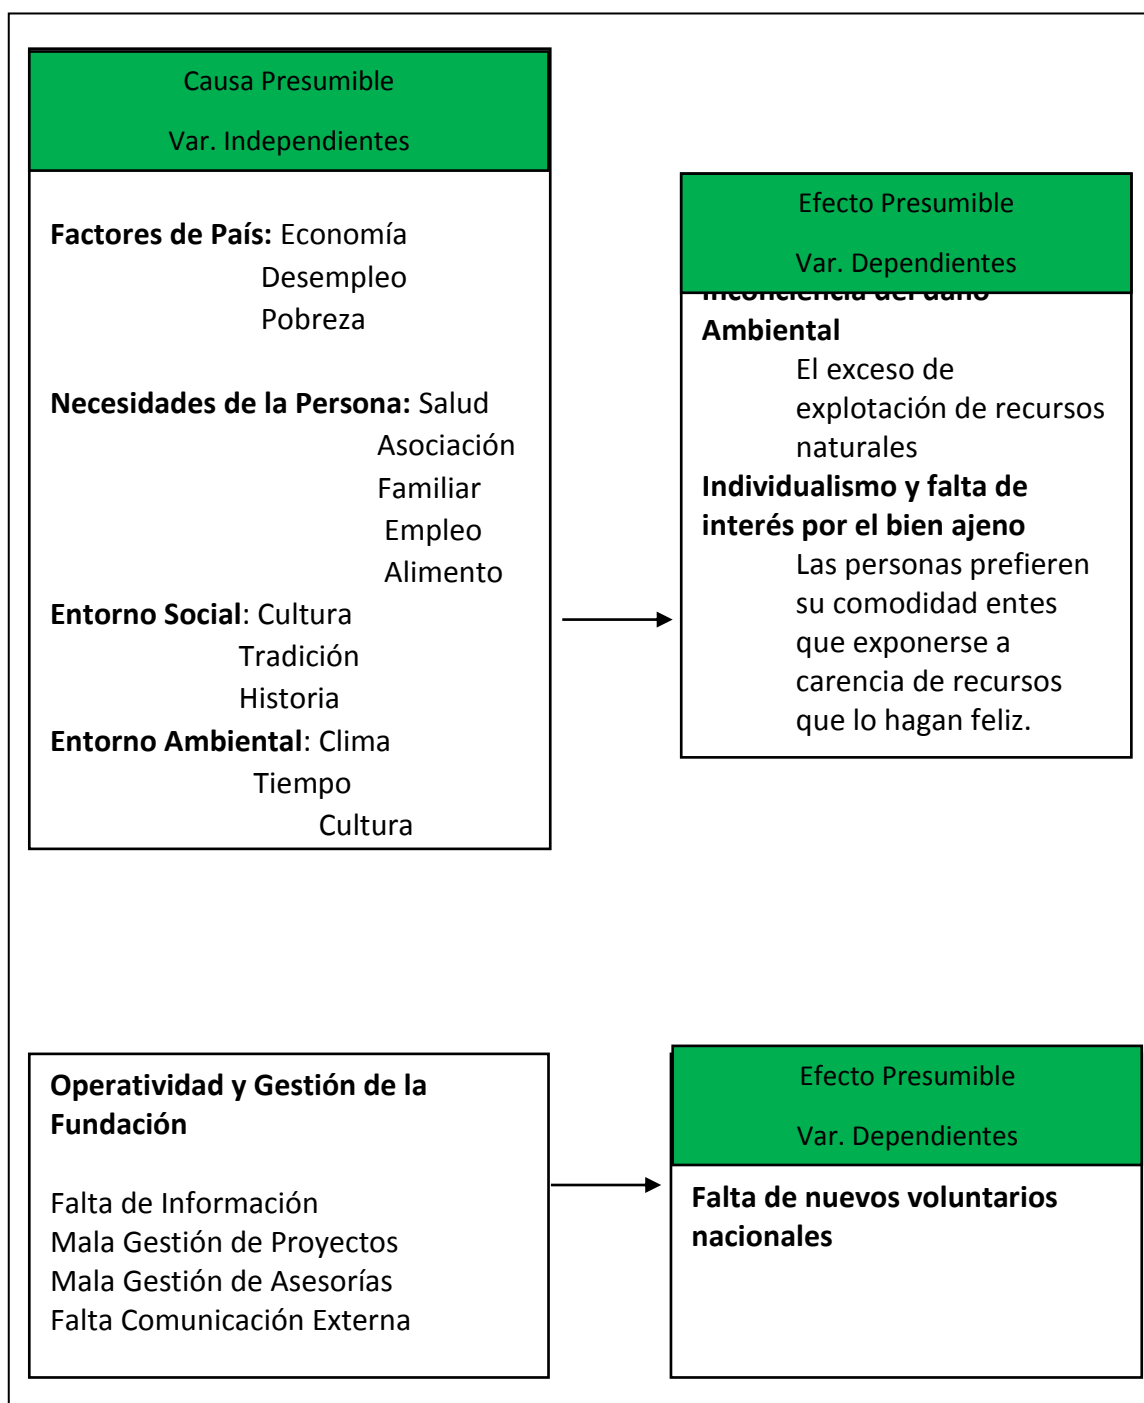 Causa Presumible
Var. Independientes
Factores de País: Economía
Desempleo
Pobreza
Necesidades de la Persona: Salud
Asociación
Familiar
Empleo
Alimento
Entorno Social: Cultura
Tradición
Historia
Entorno Ambiental: Clima
Tiempo
Cultura
Efecto Presumible
Var. Dependientes
Inconciencia del daño
Ambiental
El exceso de
explotación de recursos
naturales
Individualismo y falta de
interés por el bien ajeno
Las personas prefieren
su comodidad entes
que exponerse a
carencia de recursos
que lo hagan feliz.
Operatividad y Gestión de la
Fundación
Falta de Información
Mala Gestión de Proyectos
Mala Gestión de Asesorías
Falta Comunicación Externa
Efecto Presumible
Var. Dependientes
Falta de nuevos voluntarios
nacionales